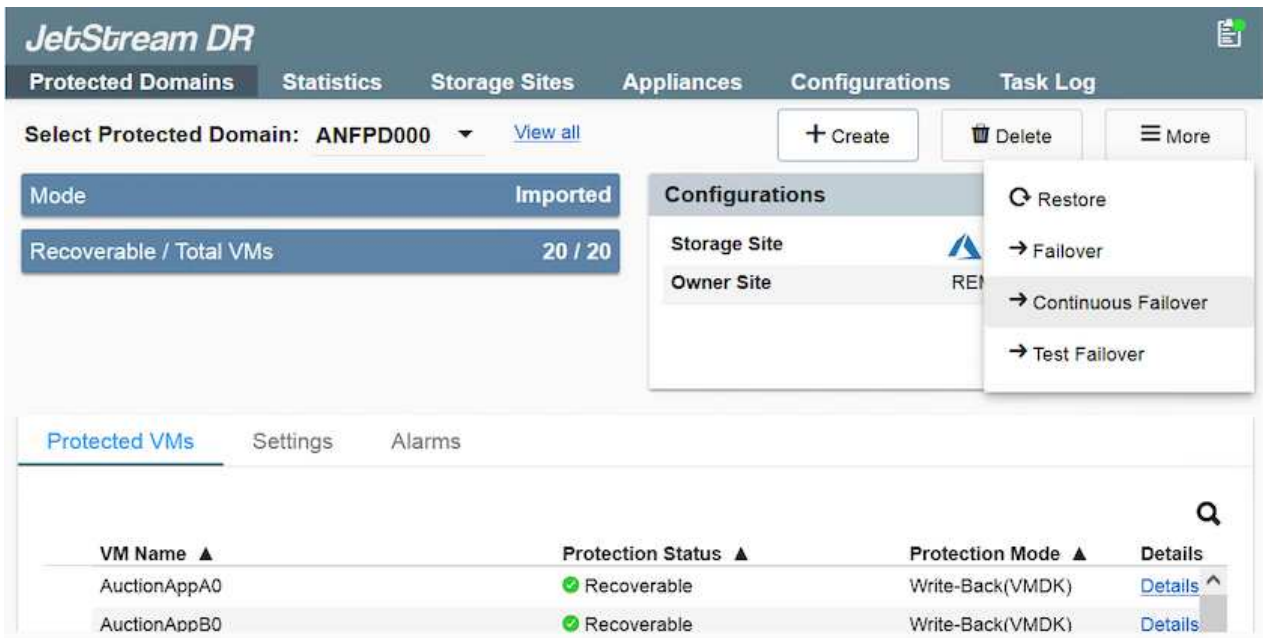 JetStream DR
Protected Domains Statistics Storage Sites Appliances Configurations Task Log
Select Protected Domain: ANFPD000 View all + Create Delete More
Mode Imported
Recoverable / Total VMs 20 / 20
Configurations
Storage Site
Owner Site
Restore
Failover
Continuous Failover
Test Failover
Protected VMs Settings Alarms
VM Name ▲ Protection Status ▲ Protection Mode ▲ Details
AuctionAppA0 Recoverable Write-Back(VMDK) Details
AuctionAppB0 Recoverable Write-Back(VMDK) Details